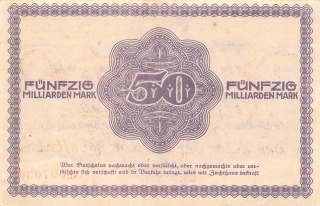 FÜNFZIG
MILLIARDEN MARK
50
FÜNFZIG
MILLIARDEN MARK
Wer Gutscheine nachmacht oder verfälscht, oder nachgemachte oder ver-
fälschte sich verschafft und in Verkehr bringt, wird mit Zuchthaus bestraft